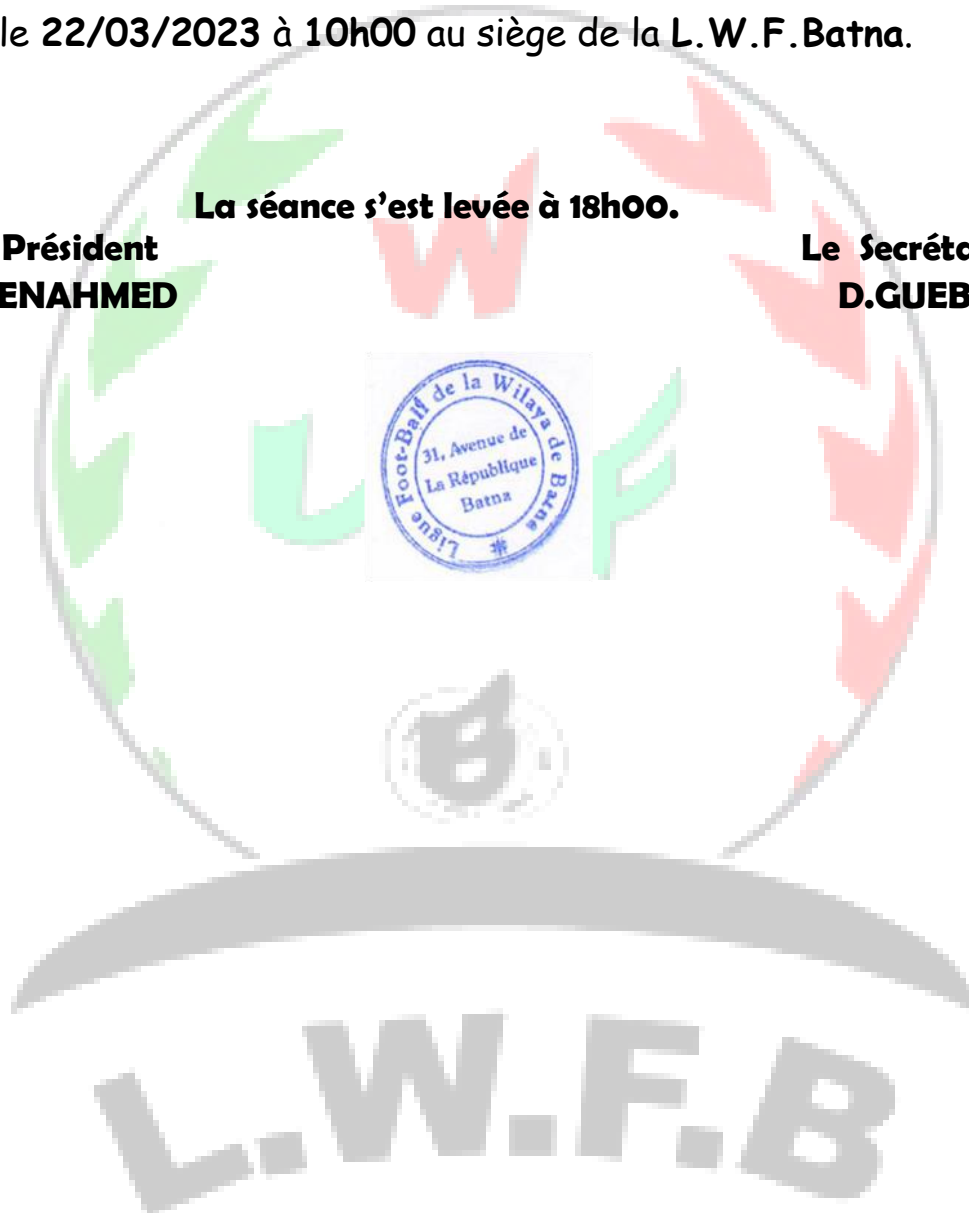 le 22/03/2023 à 10h00 au siège de la L.W.F.Batna.
La séance s'est levée à 18h00.
Président Le
ENAHMED D.GUEB
Ligue Foot-Ball de la Wilaya de Batna
31, Avenue de
La République
Batna
W
L F
B
L.W.F.B